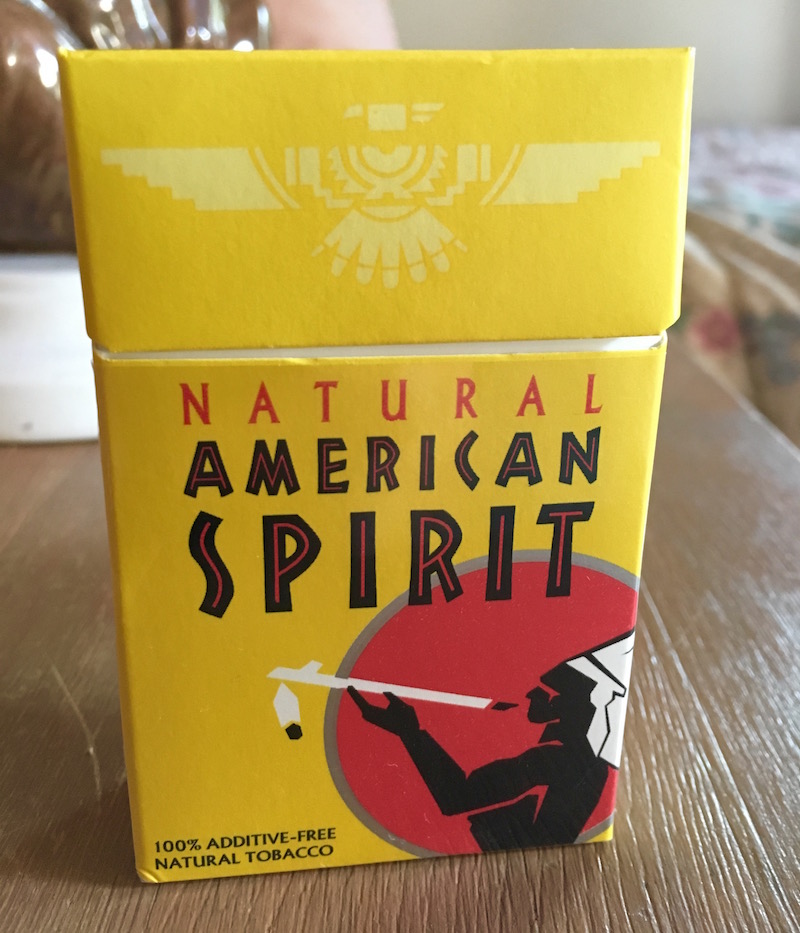 NATURAL
AMERICAN
SPIRIT
100% ADDITIVE-FREE
NATURAL TOBACCO